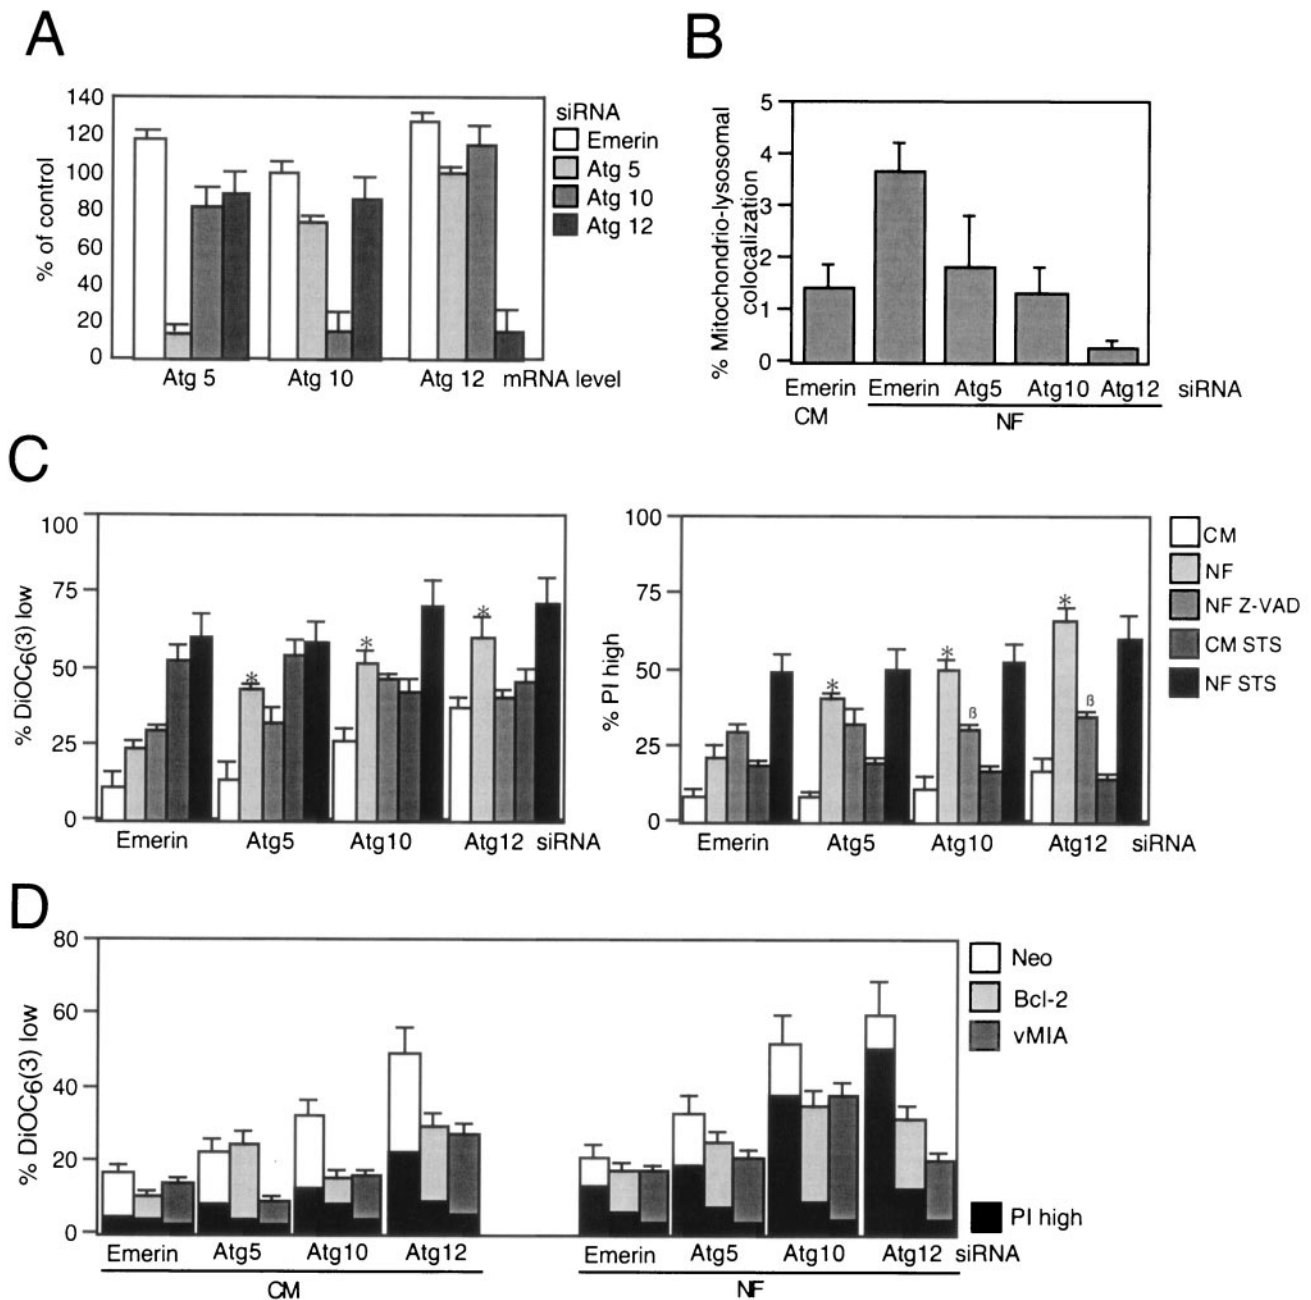 A
140
120
100
80
60
40
20
0
% of control
Atg 5
Atg 10
Atg 12
mRNA level
siRNA
Emerin
Atg 5
Atg 10
Atg 12
B
5
4
3
2
1
0
% Mitochondrio-lysosomal
colocalization
Emerin
Emerin
Atg5
Atg10
Atg12
siRNA
CM
NF
C
100
75
50
25
0
% DiOC6(3) low
*
*
*
Emerin
Atg5
Atg10
Atg12
siRNA
100
75
50
25
0
% PI high
*
*
ß
*
ß
Emerin
Atg5
Atg10
Atg12
siRNA
CM
NF
NF Z-VAD
CM STS
NF STS
D
80
60
40
20
0
% DiOC6(3) low
Emerin
Atg5
Atg10
Atg12
CM
Emerin
Atg5
Atg10
Atg12
siRNA
NF
Neo
Bcl-2
vMIA
PI high